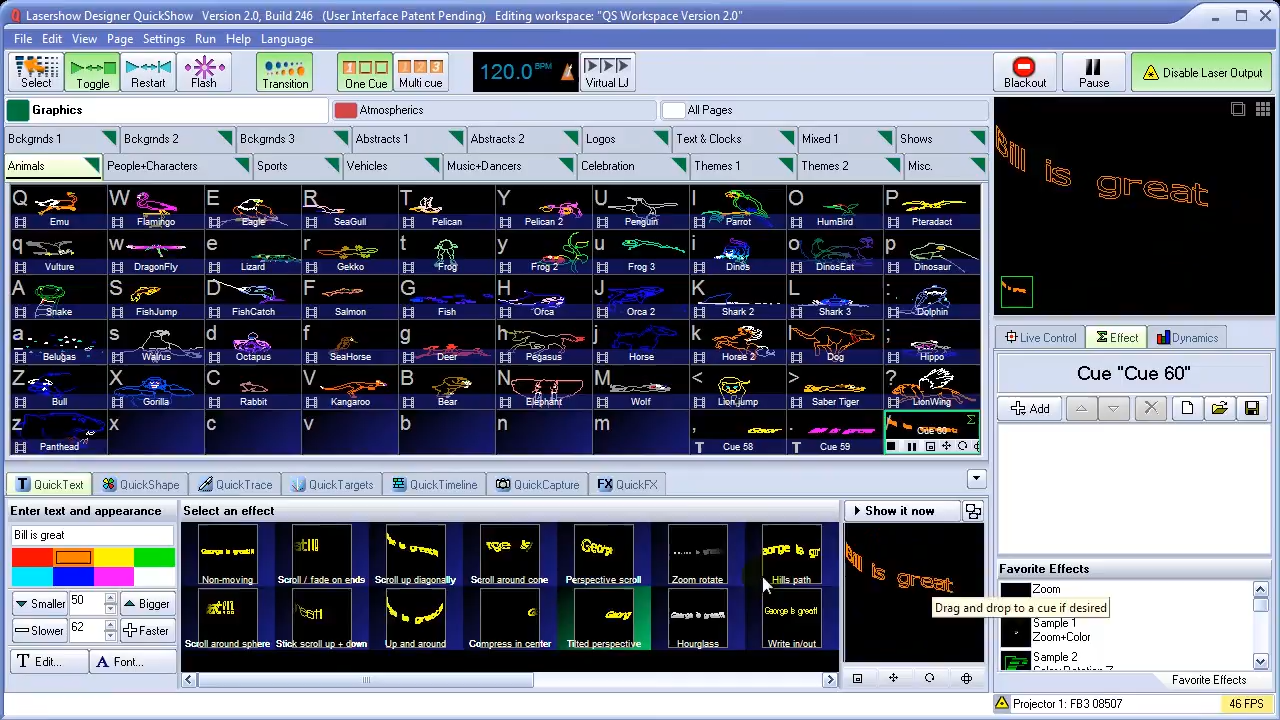 Lasershow Designer QuickShow Version 2.0, Build 246 (User Interface Patent Pending) Editing workspace: "QS Workspace Version 2.0"
File Edit View Page Settings Run Help Language
Select Toggle Restart Flash Transition One Cue Multi cue 120.0 BPM Virtual LJ Blackout Pause Disable Laser Output
Graphics Atmospherics All Pages
Bckgnds 1 Bckgnds 2 Bckgnds 3 Abstracts 1 Abstracts 2 Logos Text & Clocks Mixed 1 Shows
Animals People+Characters Sports Vehicles Music+Dancers Celebration Themes 1 Themes 2 Misc.
Q W E R T Y U I O P
Emu Flamingo Eagle SeaGull Pelican Pelican 2 Penguin Parrot HumBird Pteradact
q w e r t y u i o p
Vulture DragonFly Lizard Gekko Frog Frog 2 Frog 3 Dinos DinosEat Dinosaur
A S D F G H J K L :
Snake FishJump FishCatch Salmon Fish Orca Orca 2 Shark 2 Shark 3 Dolphin
a s d f g h j k l ;
Belugas Walrus Octapus SeaHorse Deer Pegasus Horse Horse 2 Dog Hippo
Z X C V B N M < > ?
Bull Gorilla Rabbit Kangaroo Bear Elephant Wolf LionJump Saber Tiger LionWing
z x c v b n m , .
Panthead T Cue 58 T Cue 59 Cue 60
Bill is great
Live Control Effect Dynamics
Cue "Cue 60"
Add
QuickText QuickShape QuickTrace QuickTargets QuickTimeline QuickCapture QuickFX
Enter text and appearance
Bill is great
Smaller 50 Bigger
Slower 62 Faster
T Edit... A Font...
Select an effect
Non-moving Scroll / text on ends Scroll up diagonally Scroll around cone Perspective scroll Zoom rotate Hills path
Scroll around sphere Stick scroll up + down Up and around Compress in center Tilted perspective Hourglass Write in/out
Show it now
Bill is great
Drag and drop to a cue if desired
Favorite Effects
Zoom
Sample 1
Zoom+Color
Sample 2
Favorite Effects
Projector 1: FB3 08507 46 FPS